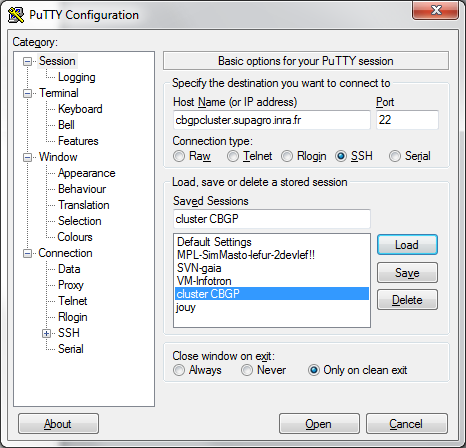 PuTTY Configuration
Category:
Session
Logging
Terminal
Keyboard
Bell
Features
Window
Appearance
Behaviour
Translation
Selection
Colours
Connection
Data
Proxy
Telnet
Rlogin
SSH
Serial
Basic options for your PuTTY session
Specify the destination you want to connect to
Host Name (or IP address) Port
cbgpcluster.supagro.inra.fr 22
Connection type:
Raw Telnet Rlogin SSH Serial
Load, save or delete a stored session
Saved Sessions
cluster CBGP
Default Settings
MPL-SimMasto-lefur-2devlef!!
SVN-gaia
VM-Infotron
cluster CBGP
jouy
Load
Save
Delete
Close window on exit:
Always Never Only on clean exit
About Open Cancel